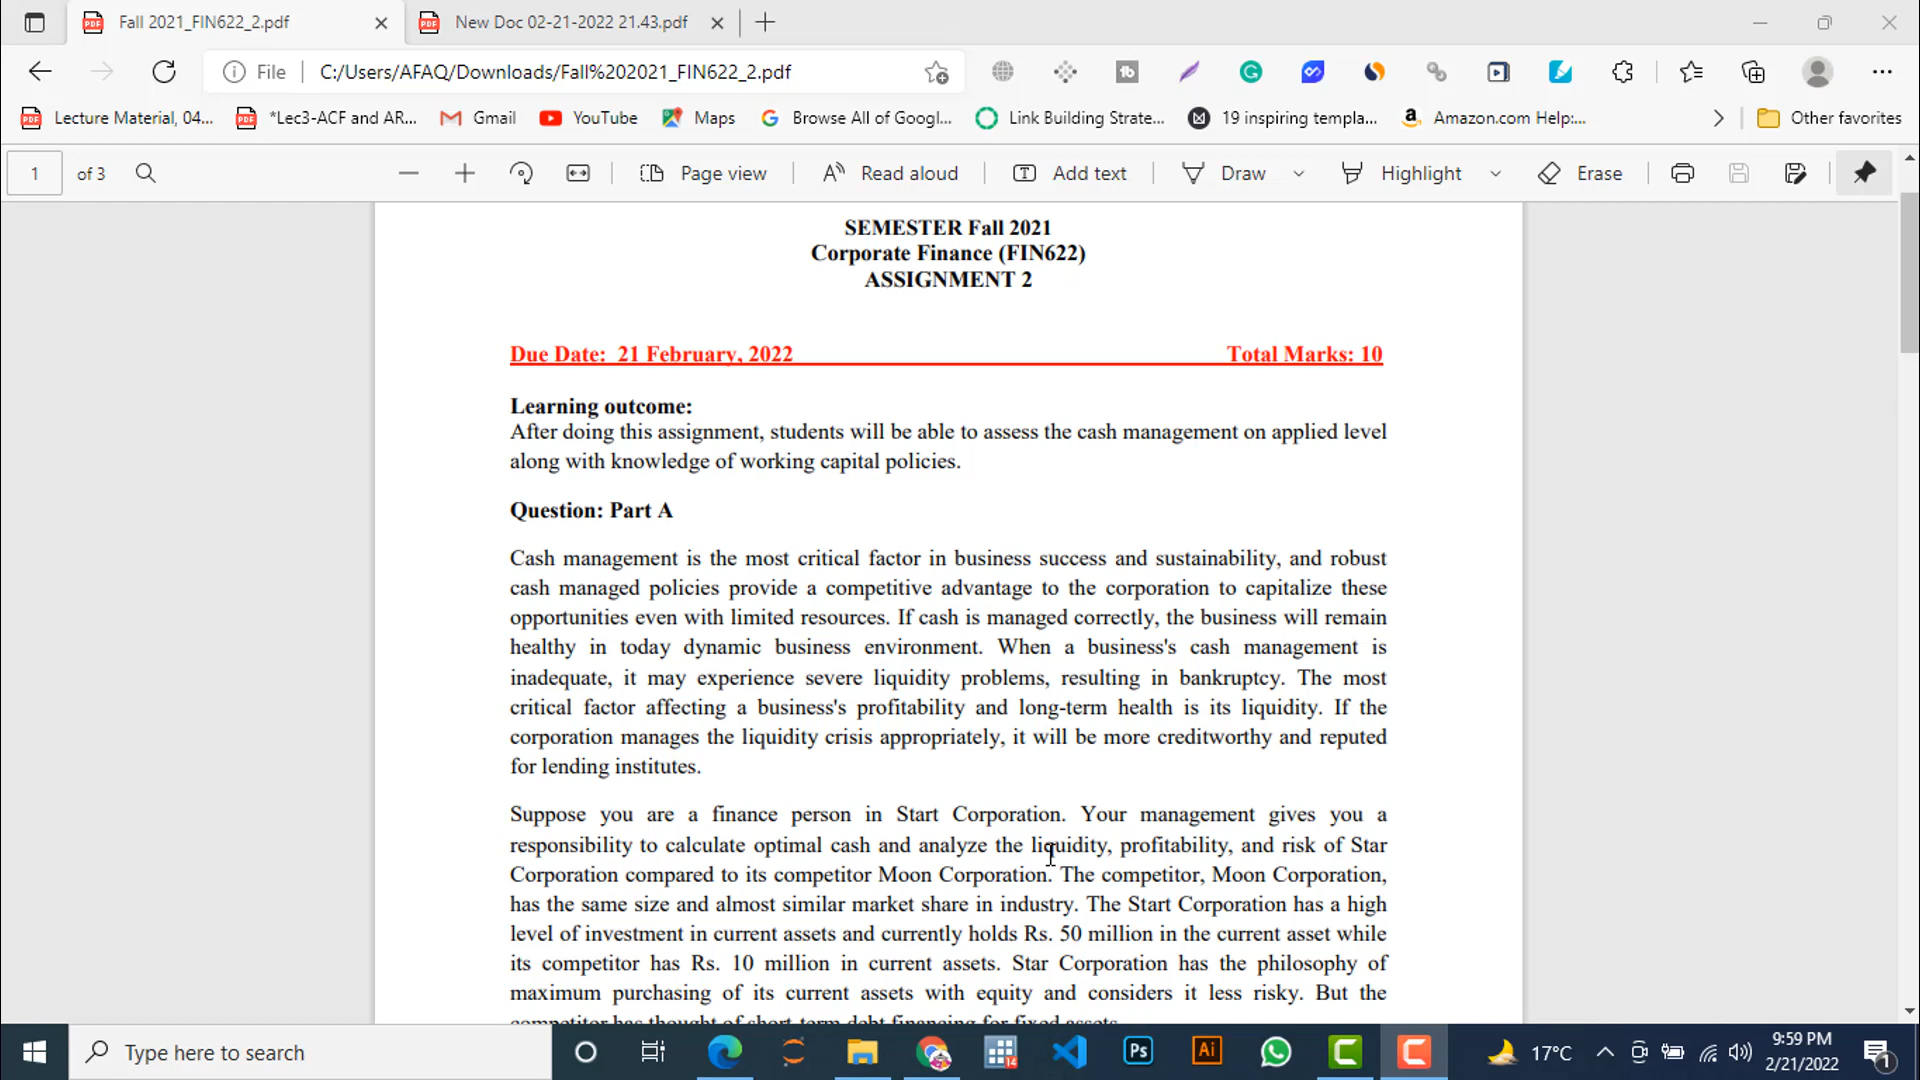 Fall 2021_FIN622_2.pdf
New Doc 02-21-2022 21.43.pdf
File
C:/Users/AFAQ/Downloads/Fall%202021_FIN622_2.pdf
Lecture Material, 04...
*Lec3-ACF and AR...
Gmail
YouTube
Maps
Browse All of Googl...
Link Building Strate...
19 inspiring templa...
Amazon.com Help:...
Other favorites
1 of 3
Page view
Read aloud
Add text
Draw
Highlight
Erase
SEMESTER Fall 2021
Corporate Finance (FIN622)
ASSIGNMENT 2
Due Date: 21 February, 2022 Total Marks: 10
Learning outcome:
After doing this assignment, students will be able to assess the cash management on applied level
along with knowledge of working capital policies.
Question: Part A
Cash management is the most critical factor in business success and sustainability, and robust
cash managed policies provide a competitive advantage to the corporation to capitalize these
opportunities even with limited resources. If cash is managed correctly, the business will remain
healthy in today dynamic business environment. When a business's cash management is
inadequate, it may experience severe liquidity problems, resulting in bankruptcy. The most
critical factor affecting a business's profitability and long-term health is its liquidity. If the
corporation manages the liquidity crisis appropriately, it will be more creditworthy and reputed
for lending institutes.
Suppose you are a finance person in Start Corporation. Your management gives you a
responsibility to calculate optimal cash and analyze the liquidity, profitability, and risk of Star
Corporation compared to its competitor Moon Corporation. The competitor, Moon Corporation,
has the same size and almost similar market share in industry. The Start Corporation has a high
level of investment in current assets and currently holds Rs. 50 million in the current asset while
its competitor has Rs. 10 million in current assets. Star Corporation has the philosophy of
maximum purchasing of its current assets with equity and considers it less risky. But the
competitor has thought of short-term debt financing for fixed assets.
Type here to search
Ps
Ai
14
17°C
9:59 PM
2/21/2022
1